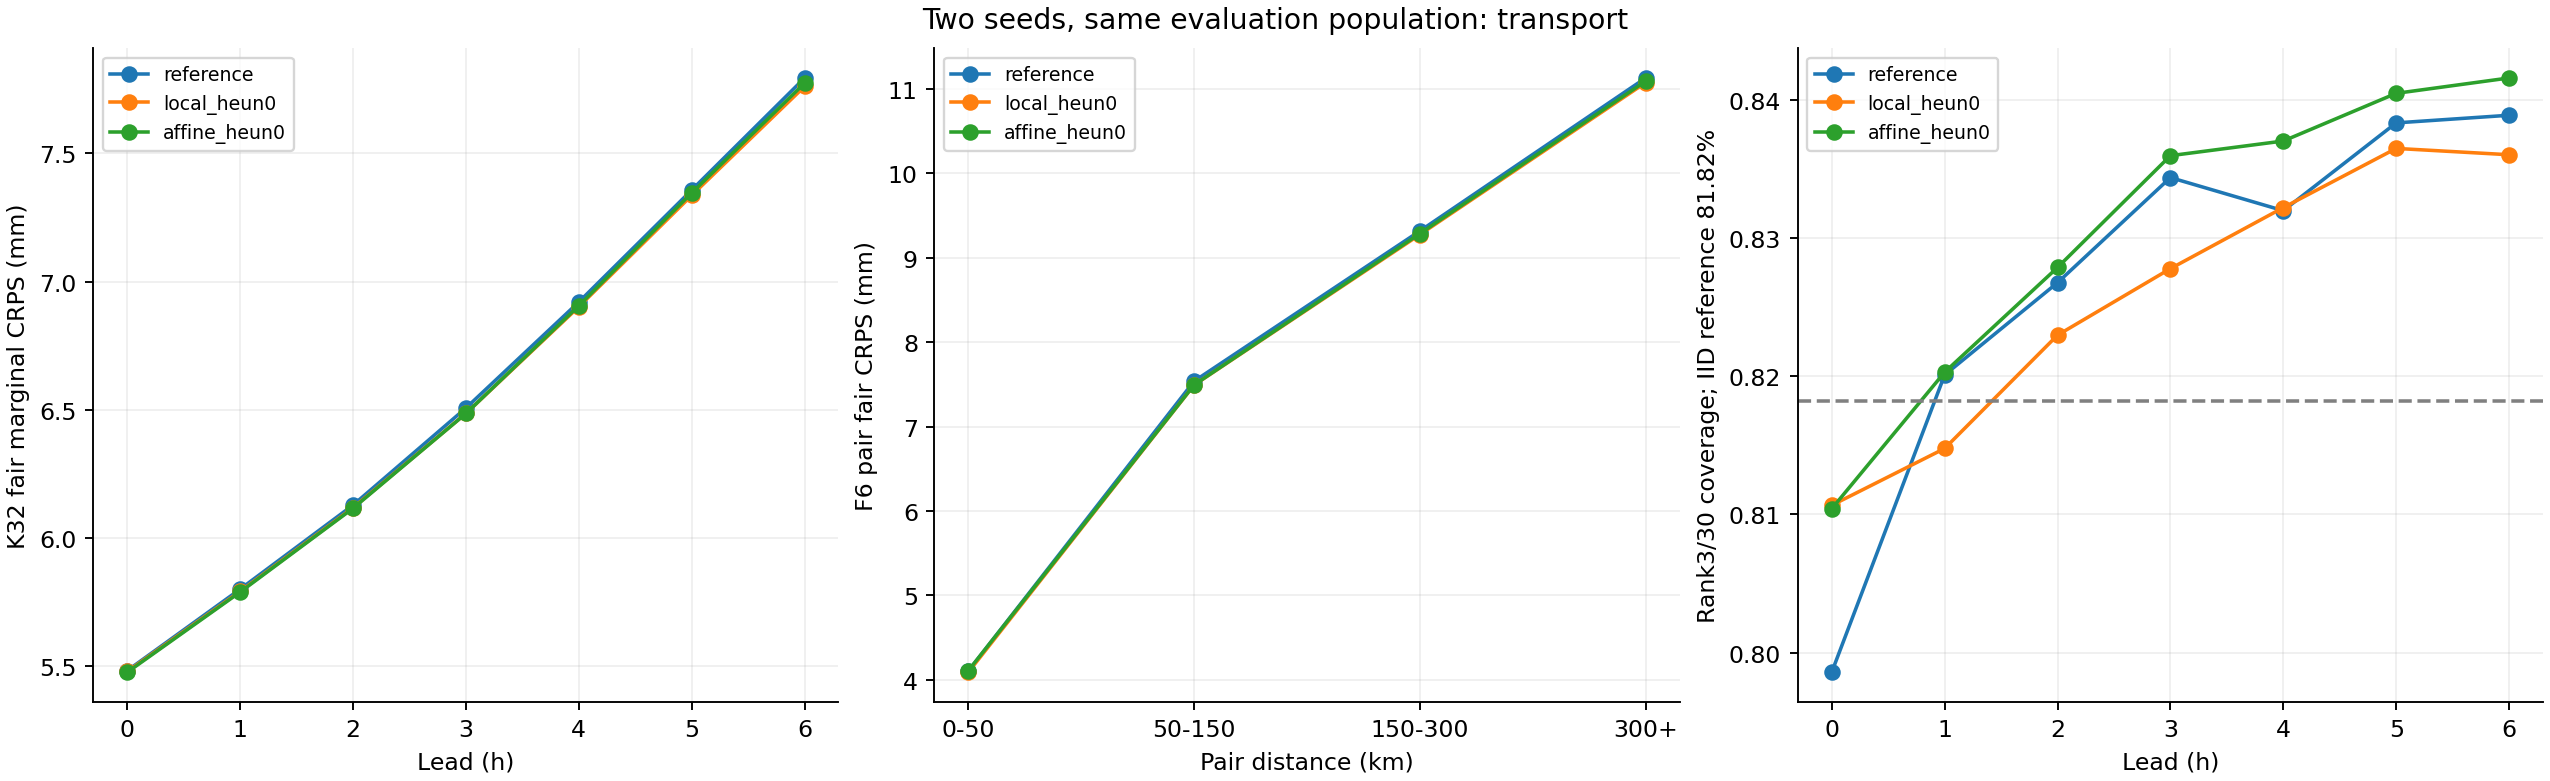 Two seeds, same evaluation population: transport
K32 fair marginal CRPS (mm)
7.5
7.0
6.5
6.0
5.5
reference
local_heun0
affine_heun0
0 1 2 3 4 5 6
Lead (h)
F6 pair fair CRPS (mm)
11
10
9
8
7
6
5
4
reference
local_heun0
affine_heun0
0-50 50-150 150-300 300+
Pair distance (km)
Rank3/30 coverage; IID reference 81.82%
0.84
0.83
0.82
0.81
0.80
reference
local_heun0
affine_heun0
0 1 2 3 4 5 6
Lead (h)